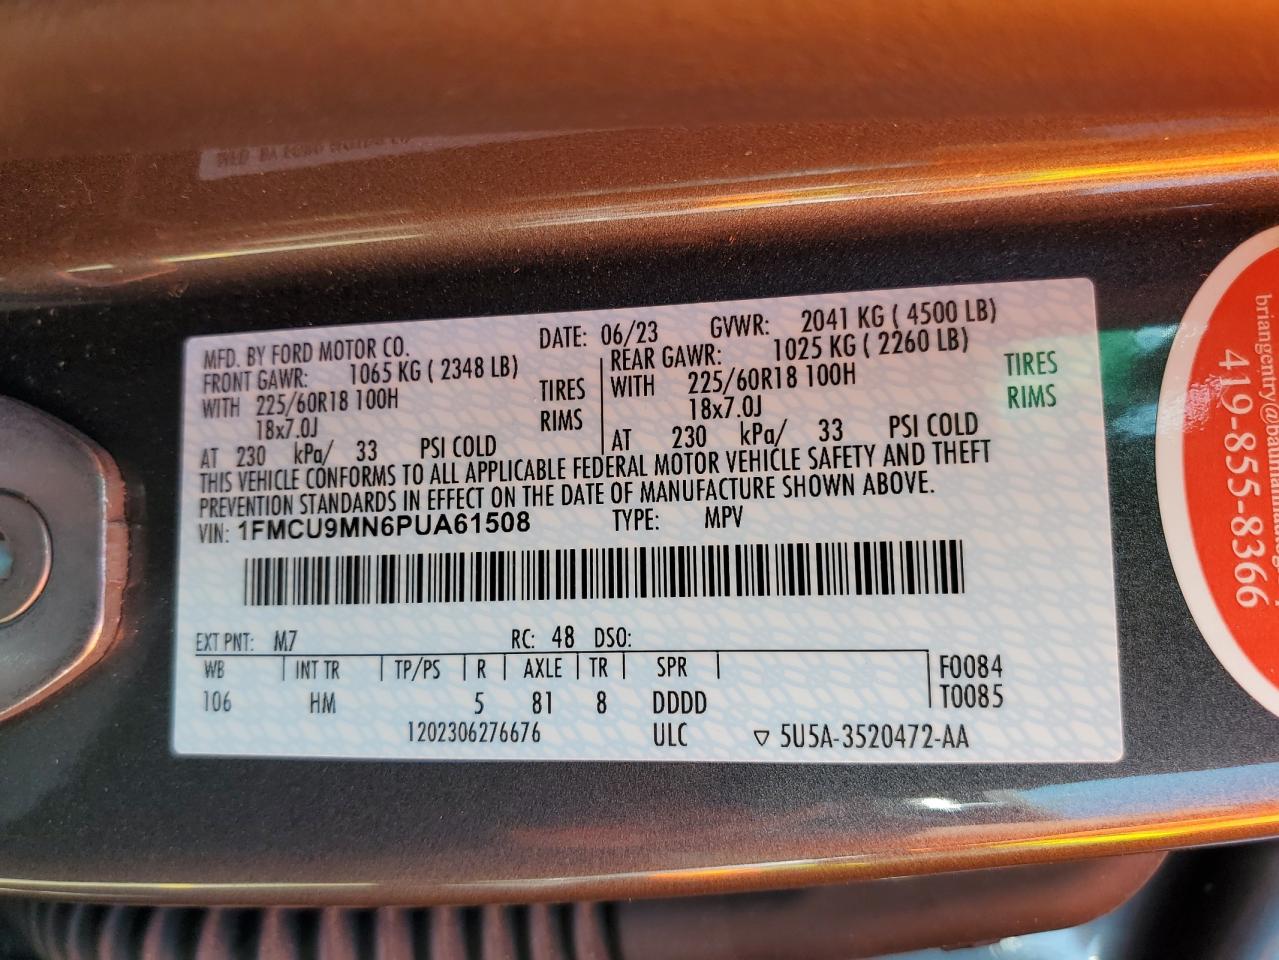 MFD. BY FORD MOTOR CO. DATE: 06/23 GVWR: 2041 KG ( 4500 LB)
FRONT GAWR: 1065 KG ( 2348 LB) REAR GAWR: 1025 KG ( 2260 LB)
WITH 225/60R18 100H TIRES WITH 225/60R18 100H TIRES
18x7.0J RIMS 18x7.0J RIMS
AT 230 kPa/ 33 PSI COLD AT 230 kPa/ 33 PSI COLD
THIS VEHICLE CONFORMS TO ALL APPLICABLE FEDERAL MOTOR VEHICLE SAFETY AND THEFT
PREVENTION STANDARDS IN EFFECT ON THE DATE OF MANUFACTURE SHOWN ABOVE.
VIN: 1FMCU9MN6PUA61508 TYPE: MPV
EXT PNT: M7 RC: 48 DSO:
WB INT TR TP/PS R AXLE TR SPR F0084
106 HM 5 81 8 DDDD T0085
1202306276676 ULC ▽ 5U5A-3520472-AA
419-855-8366